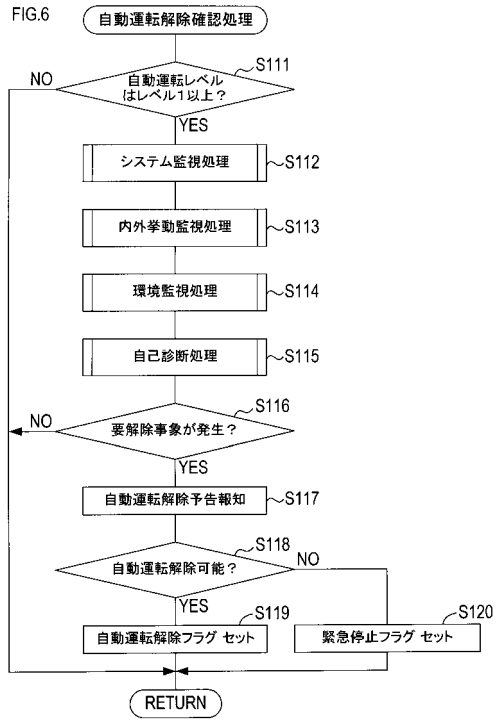 FIG.6
自動運転解除確認処理
S111
自動運転レベル
はレベル1以上?
NO
YES
システム監視処理
S112
内外挙動監視処理
S113
環境監視処理
S114
自己診断処理
S115
S116
要解除事象が発生?
NO
YES
自動運転解除予告報知
S117
S118
自動運転解除可能?
NO
YES
S119
自動運転解除フラグ セット
S120
緊急停止フラグ セット
RETURN